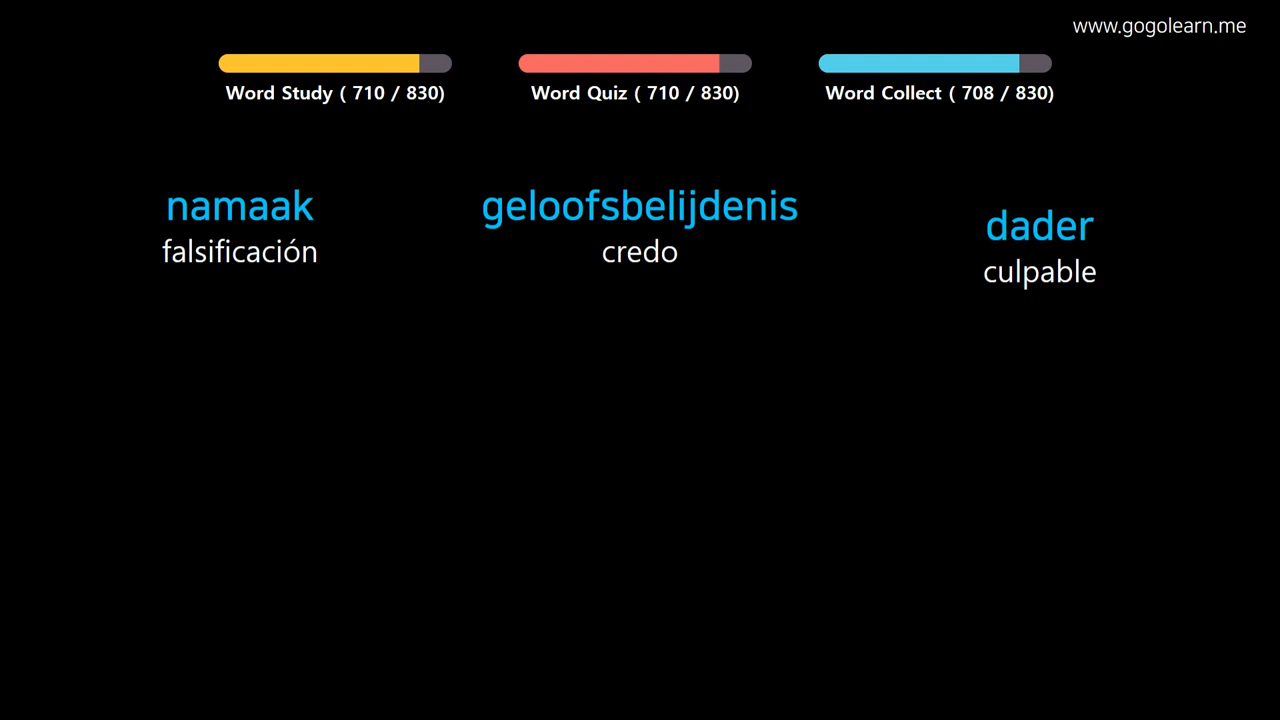 www.gogolearn.me
Word Study ( 710 / 830)
Word Quiz ( 710 / 830)
Word Collect ( 708 / 830)
namaak
falsificación
geloofsbelijdenis
credo
dader
culpable